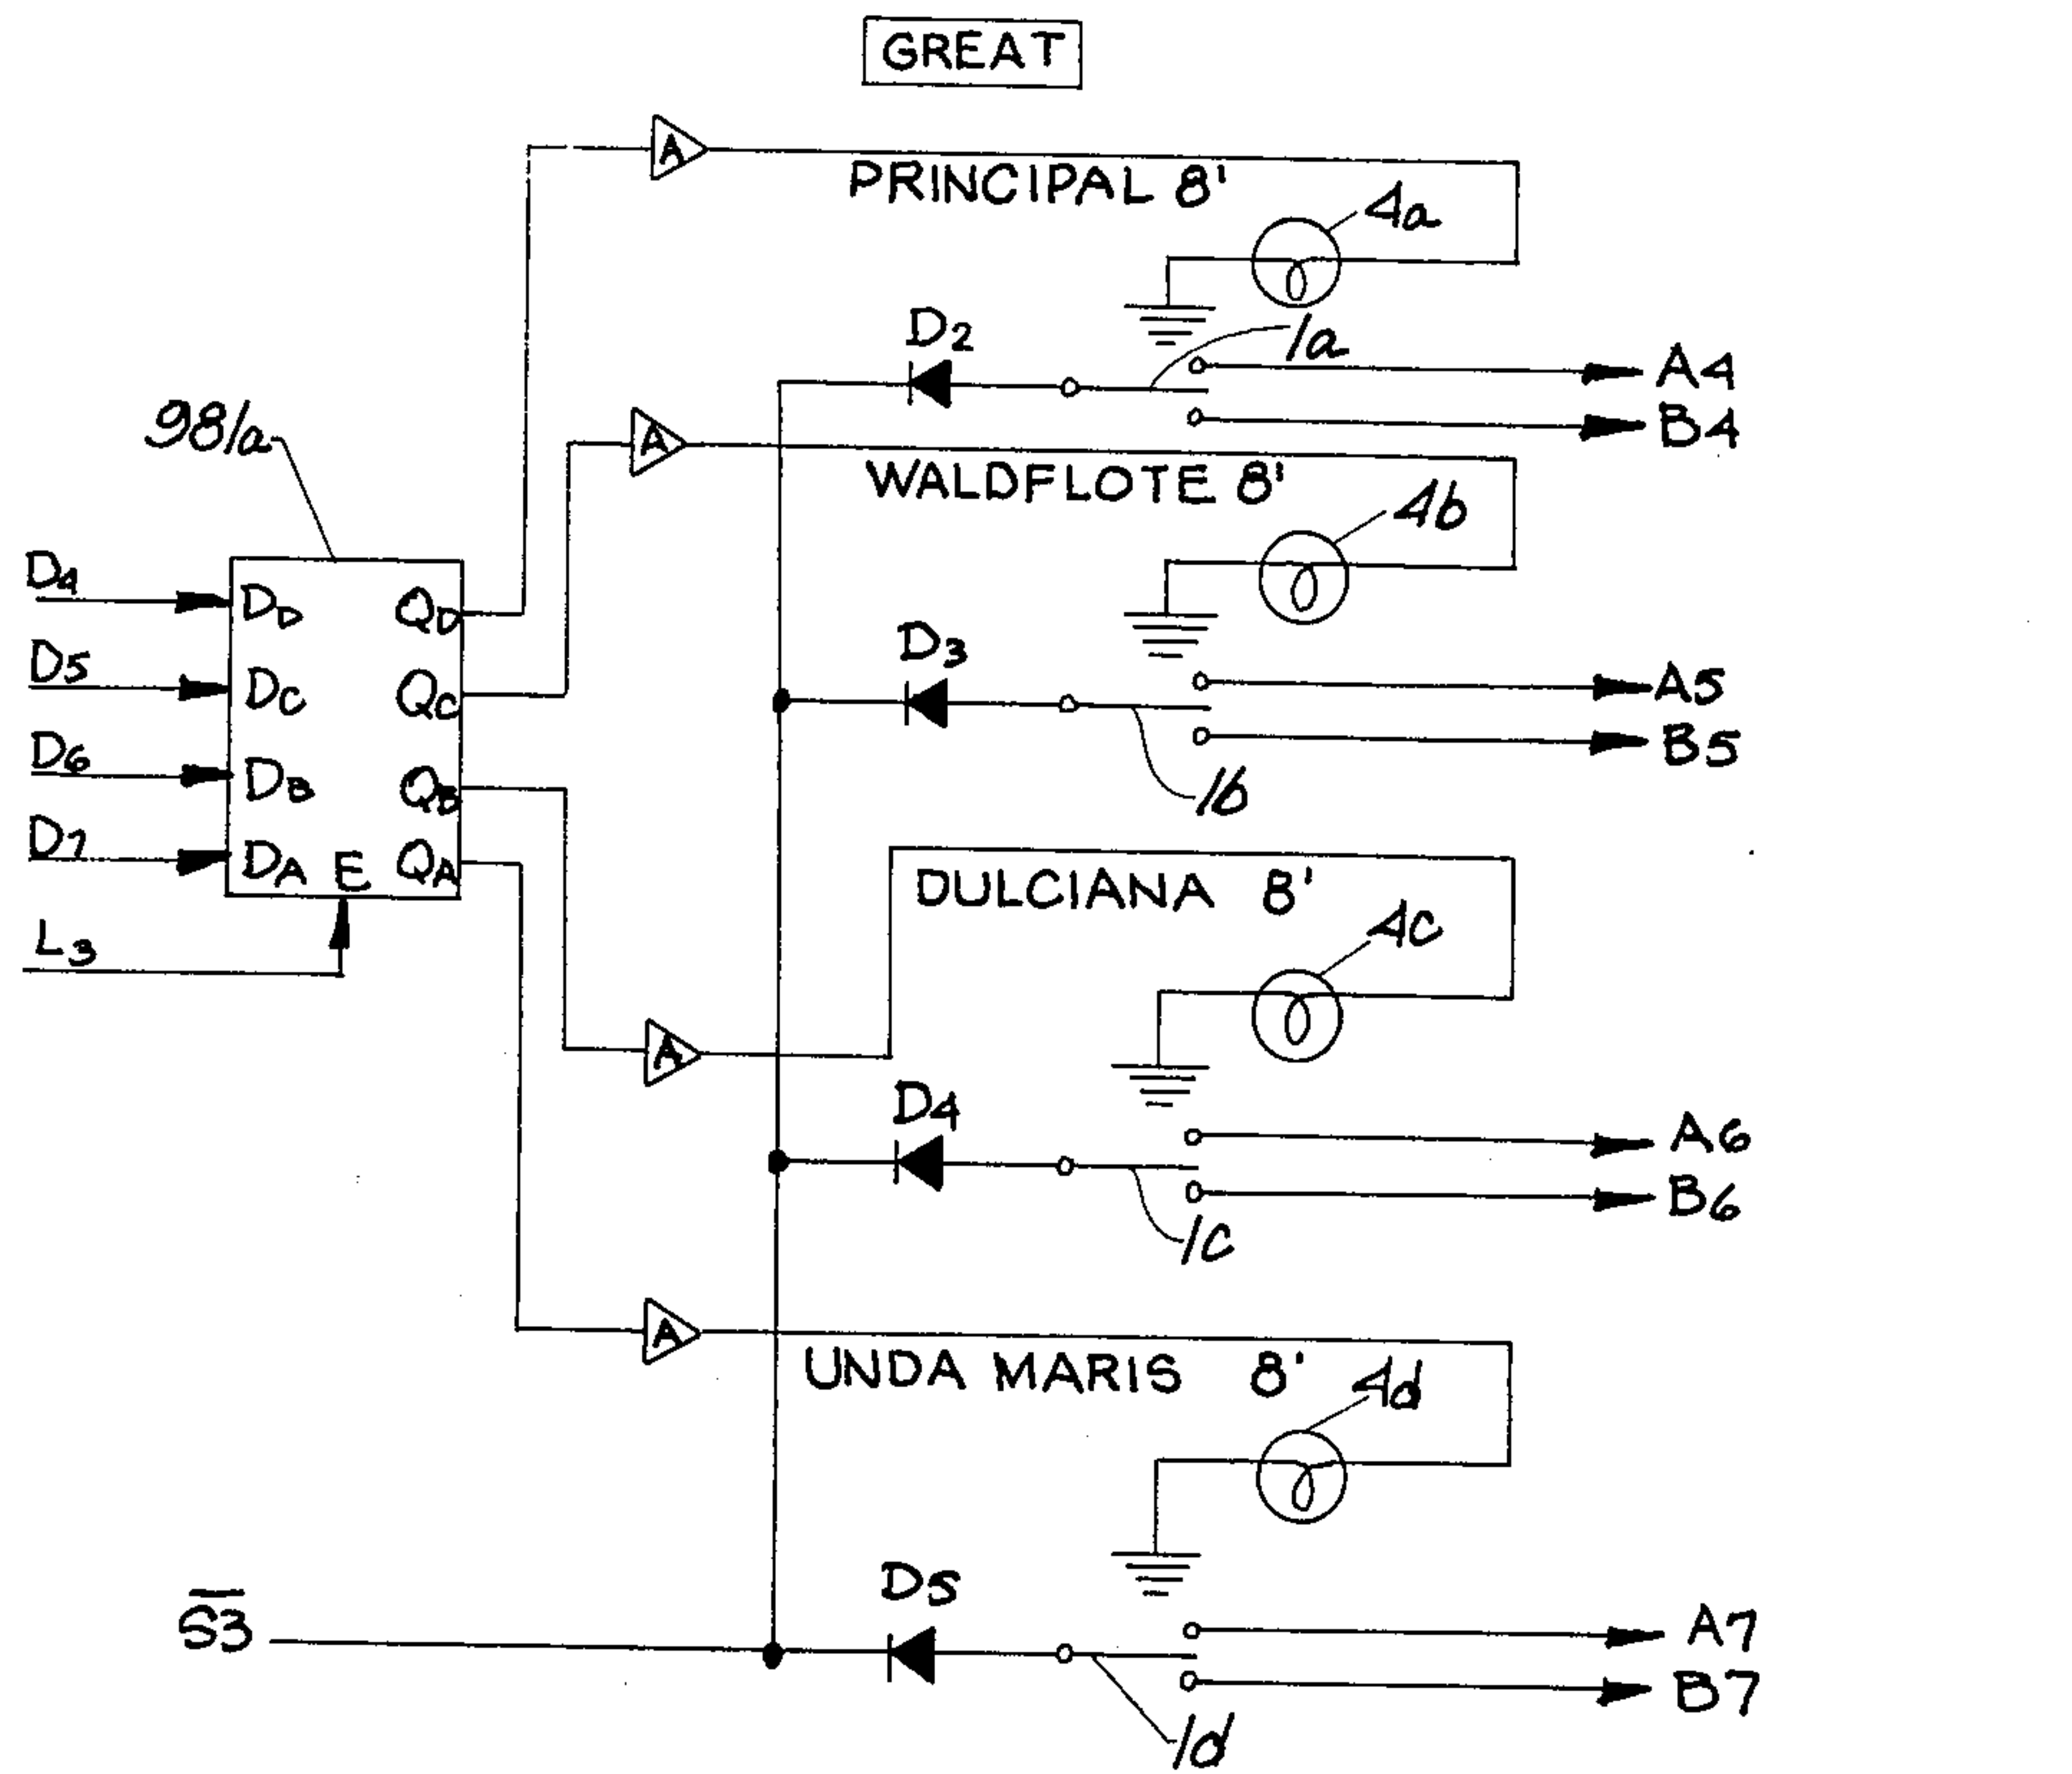 GREAT
A
PRINCIPAL 8'
4a
D2
1a
A4
B4
981a
A
WALDFLOTE 8'
4b
D4
DD
QD
D5
DC
QC
D3
A5
B5
D6
DB
QB
1b
D7
DA
E
QA
DULCIANA 8'
L3
4c
A
D4
A6
B6
1c
A
UNDA MARIS 8'
4d
S̅3̅
D5
A7
B7
1d